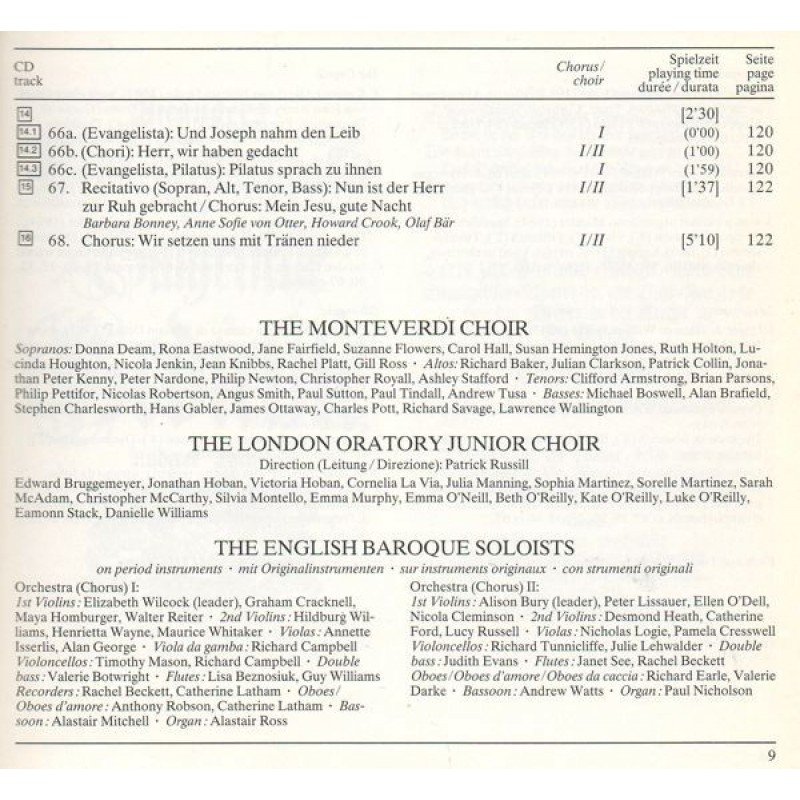 CD
track
Chorus/
choir
Spielzeit
playing time
durée / durata
Seite
page
pagina
14 [2'30]
14.1 66a. (Evangelista): Und Joseph nahm den Leib I (0'00) 120
14.2 66b. (Chori): Herr, wir haben gedacht I/II (1'00) 120
14.3 66c. (Evangelista, Pilatus): Pilatus sprach zu ihnen I (1'59) 120
15 67. Recitativo (Sopran, Alt, Tenor, Bass): Nun ist der Herr I/II [1'37] 122
zur Ruh gebracht / Chorus: Mein Jesu, gute Nacht
Barbara Bonney, Anne Sofie von Otter, Howard Crook, Olaf Bär
16 68. Chorus: Wir setzen uns mit Tränen nieder I/II [5'10] 122
THE MONTEVERDI CHOIR
Sopranos: Donna Deam, Rona Eastwood, Jane Fairfield, Suzanne Flowers, Carol Hall, Susan Hemington Jones, Ruth Holton, Lu-
cinda Houghton, Nicola Jenkin, Jean Knibbs, Rachel Platt, Gill Ross · Altos: Richard Baker, Julian Clarkson, Patrick Collin, Jona-
than Peter Kenny, Peter Nardone, Philip Newton, Christopher Royall, Ashley Stafford · Tenors: Clifford Armstrong, Brian Parsons,
Philip Pettifor, Nicolas Robertson, Angus Smith, Paul Sutton, Paul Tindall, Andrew Tusa · Basses: Michael Boswell, Alan Brafield,
Stephen Charlesworth, Hans Gabler, James Ottaway, Charles Pott, Richard Savage, Lawrence Wallington
THE LONDON ORATORY JUNIOR CHOIR
Direction (Leitung / Direzione): Patrick Russill
Edward Bruggemeyer, Jonathan Hoban, Victoria Hoban, Cornelia La Via, Julia Manning, Sophia Martinez, Sorelle Martinez, Sarah
McAdam, Christopher McCarthy, Silvia Montello, Emma Murphy, Emma O'Neill, Beth O'Reilly, Kate O'Reilly, Luke O'Reilly,
Eamonn Stack, Danielle Williams
THE ENGLISH BAROQUE SOLOISTS
on period instruments · mit Originalinstrumenten · sur instruments originaux · con strumenti originali
Orchestra (Chorus) I:
1st Violins: Elizabeth Wilcock (leader), Graham Cracknell,
Maya Homburger, Walter Reiter · 2nd Violins: Hildburg Wil-
liams, Henrietta Wayne, Maurice Whitaker · Violas: Annette
Isserlis, Alan George · Viola da gamba: Richard Campbell
Violoncellos: Timothy Mason, Richard Campbell · Double
bass: Valerie Botwright · Flutes: Lisa Beznosiuk, Guy Williams
Recorders: Rachel Beckett, Catherine Latham · Oboes/
Oboes d'amore: Anthony Robson, Catherine Latham · Bas-
soon: Alastair Mitchell · Organ: Alastair Ross
Orchestra (Chorus) II:
1st Violins: Alison Bury (leader), Peter Lissauer, Ellen O'Dell,
Nicola Cleminson · 2nd Violins: Desmond Heath, Catherine
Ford, Lucy Russell · Violas: Nicholas Logie, Pamela Cresswell
Violoncellos: Richard Tunnicliffe, Julie Lehwalder · Double
bass: Judith Evans · Flutes: Janet See, Rachel Beckett
Oboes/Oboes d'amore/Oboes da caccia: Richard Earle, Valerie
Darke · Bassoon: Andrew Watts · Organ: Paul Nicholson
9